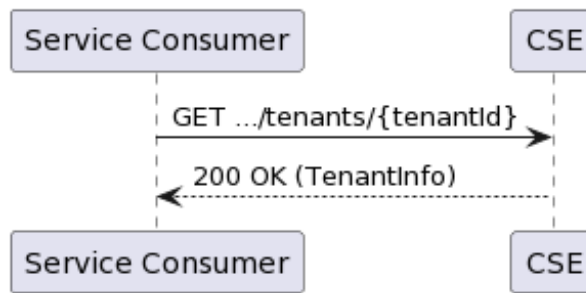 Service Consumer
CSE
GET .../tenants/{tenantId}
200 OK (TenantInfo)
Service Consumer
CSE